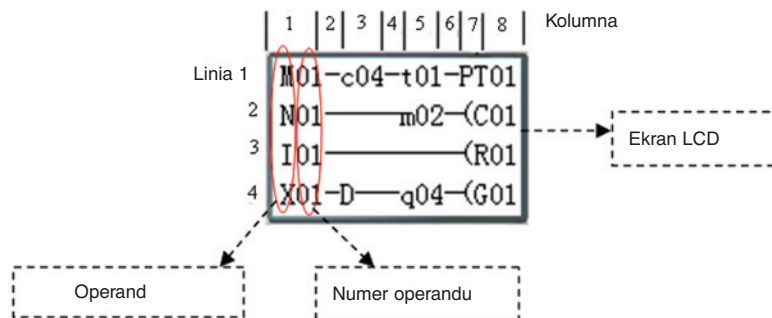 1 2 3 4 5 6 7 8 Kolumna
Linia 1 M01-c04-t01-PT01
2 N01 m02-(C01
3 I01 (R01
4 X01-D q04-(G01
Ekran LCD
Operand
Numer operandu